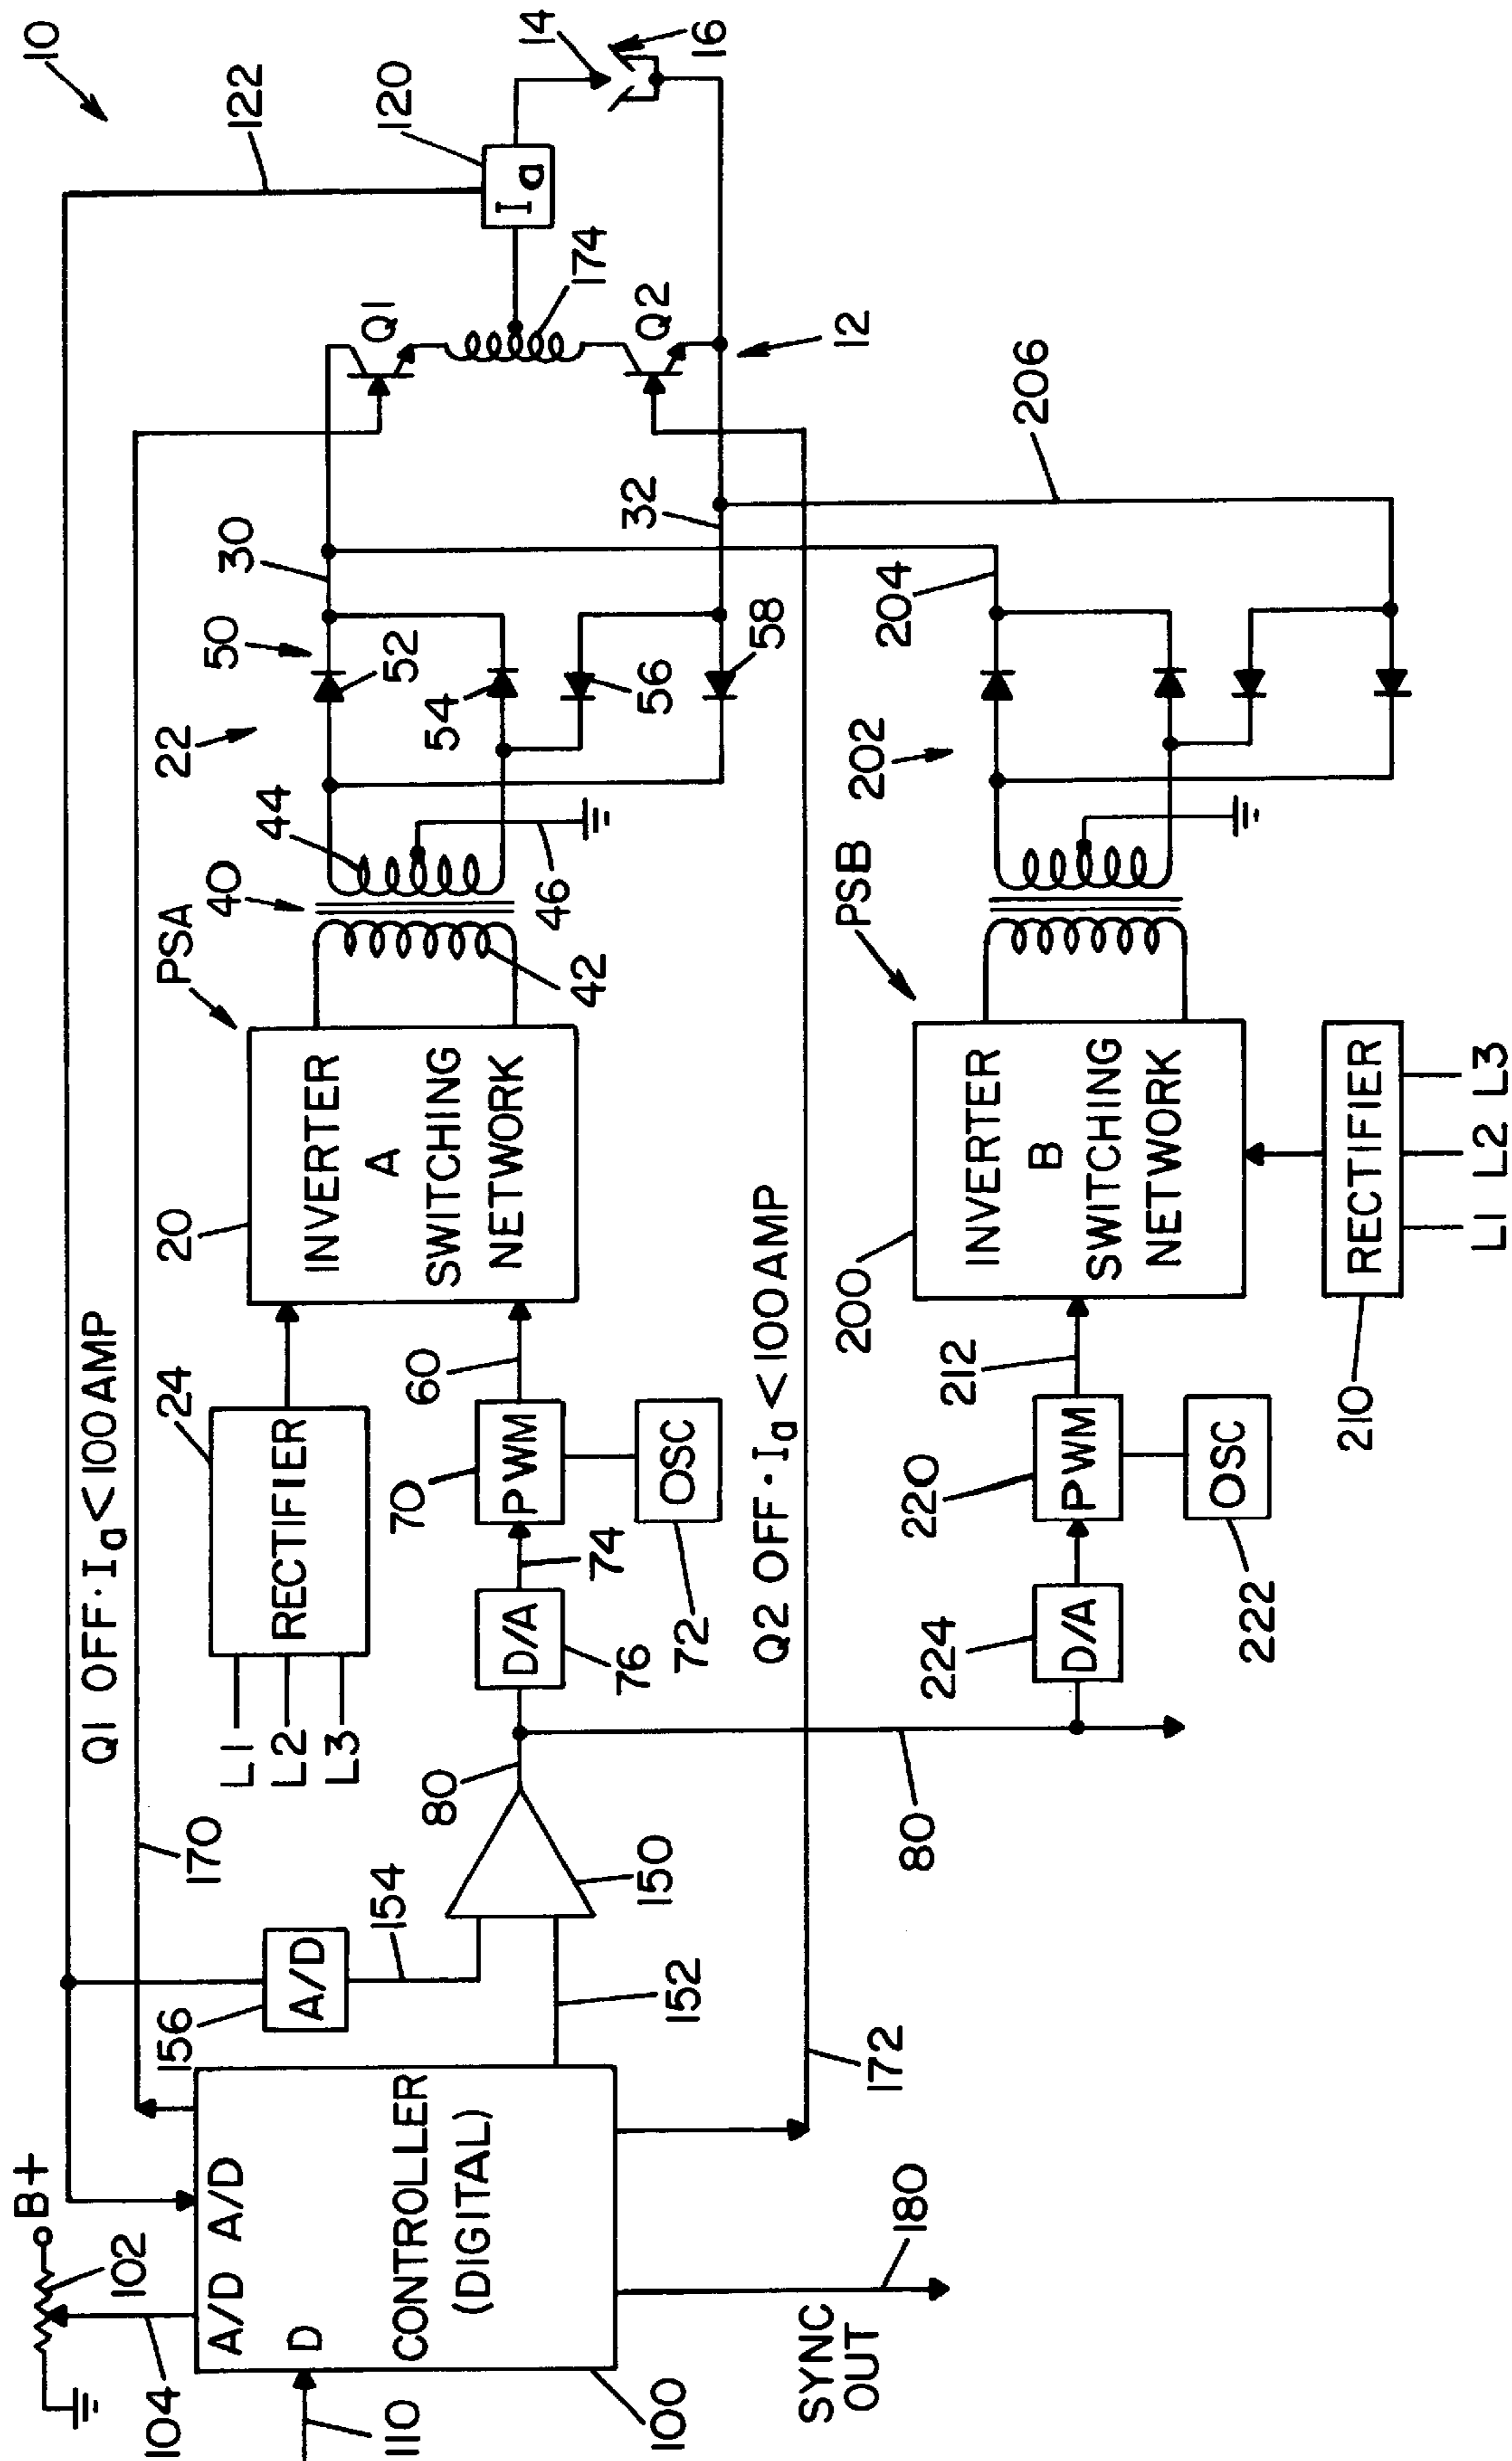 10
B+
102
104
A/D A/D
D
CONTROLLER
(DIGITAL)
110
100
SYNC
OUT
180
172
156
A/D
154
152
150
170
Q1 OFF·Ia<100AMP
80
80
L1
L2
L3
24
RECTIFIER
D/A
76
74
70
PWM
OSC
72
60
Q2 OFF·Ia<100AMP
20
INVERTER
A
SWITCHING
NETWORK
PSA
40
44
42
46
22
50
52
54
56
58
30
32
Q1
Q2
174
12
122
120
Ia
14
16
206
204
202
PSB
200
INVERTER
B
SWITCHING
NETWORK
212
220
PWM
OSC
222
224
D/A
210
RECTIFIER
L1 L2 L3